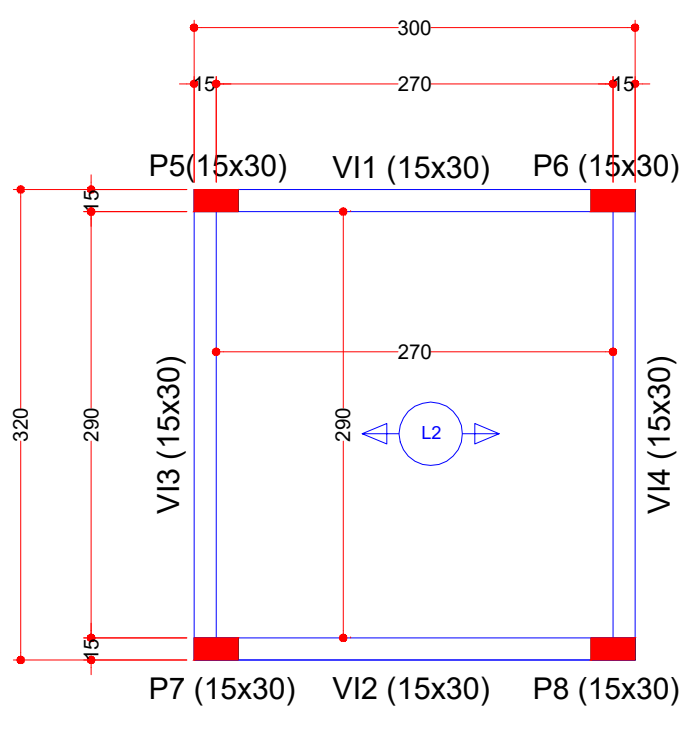 300
15
270
15
P5(15x30)
VI1 (15x30)
P6 (15x30)
15
270
320
290
VI3 (15x30)
290
L2
VI4 (15x30)
15
P7 (15x30)
VI2 (15x30)
P8 (15x30)